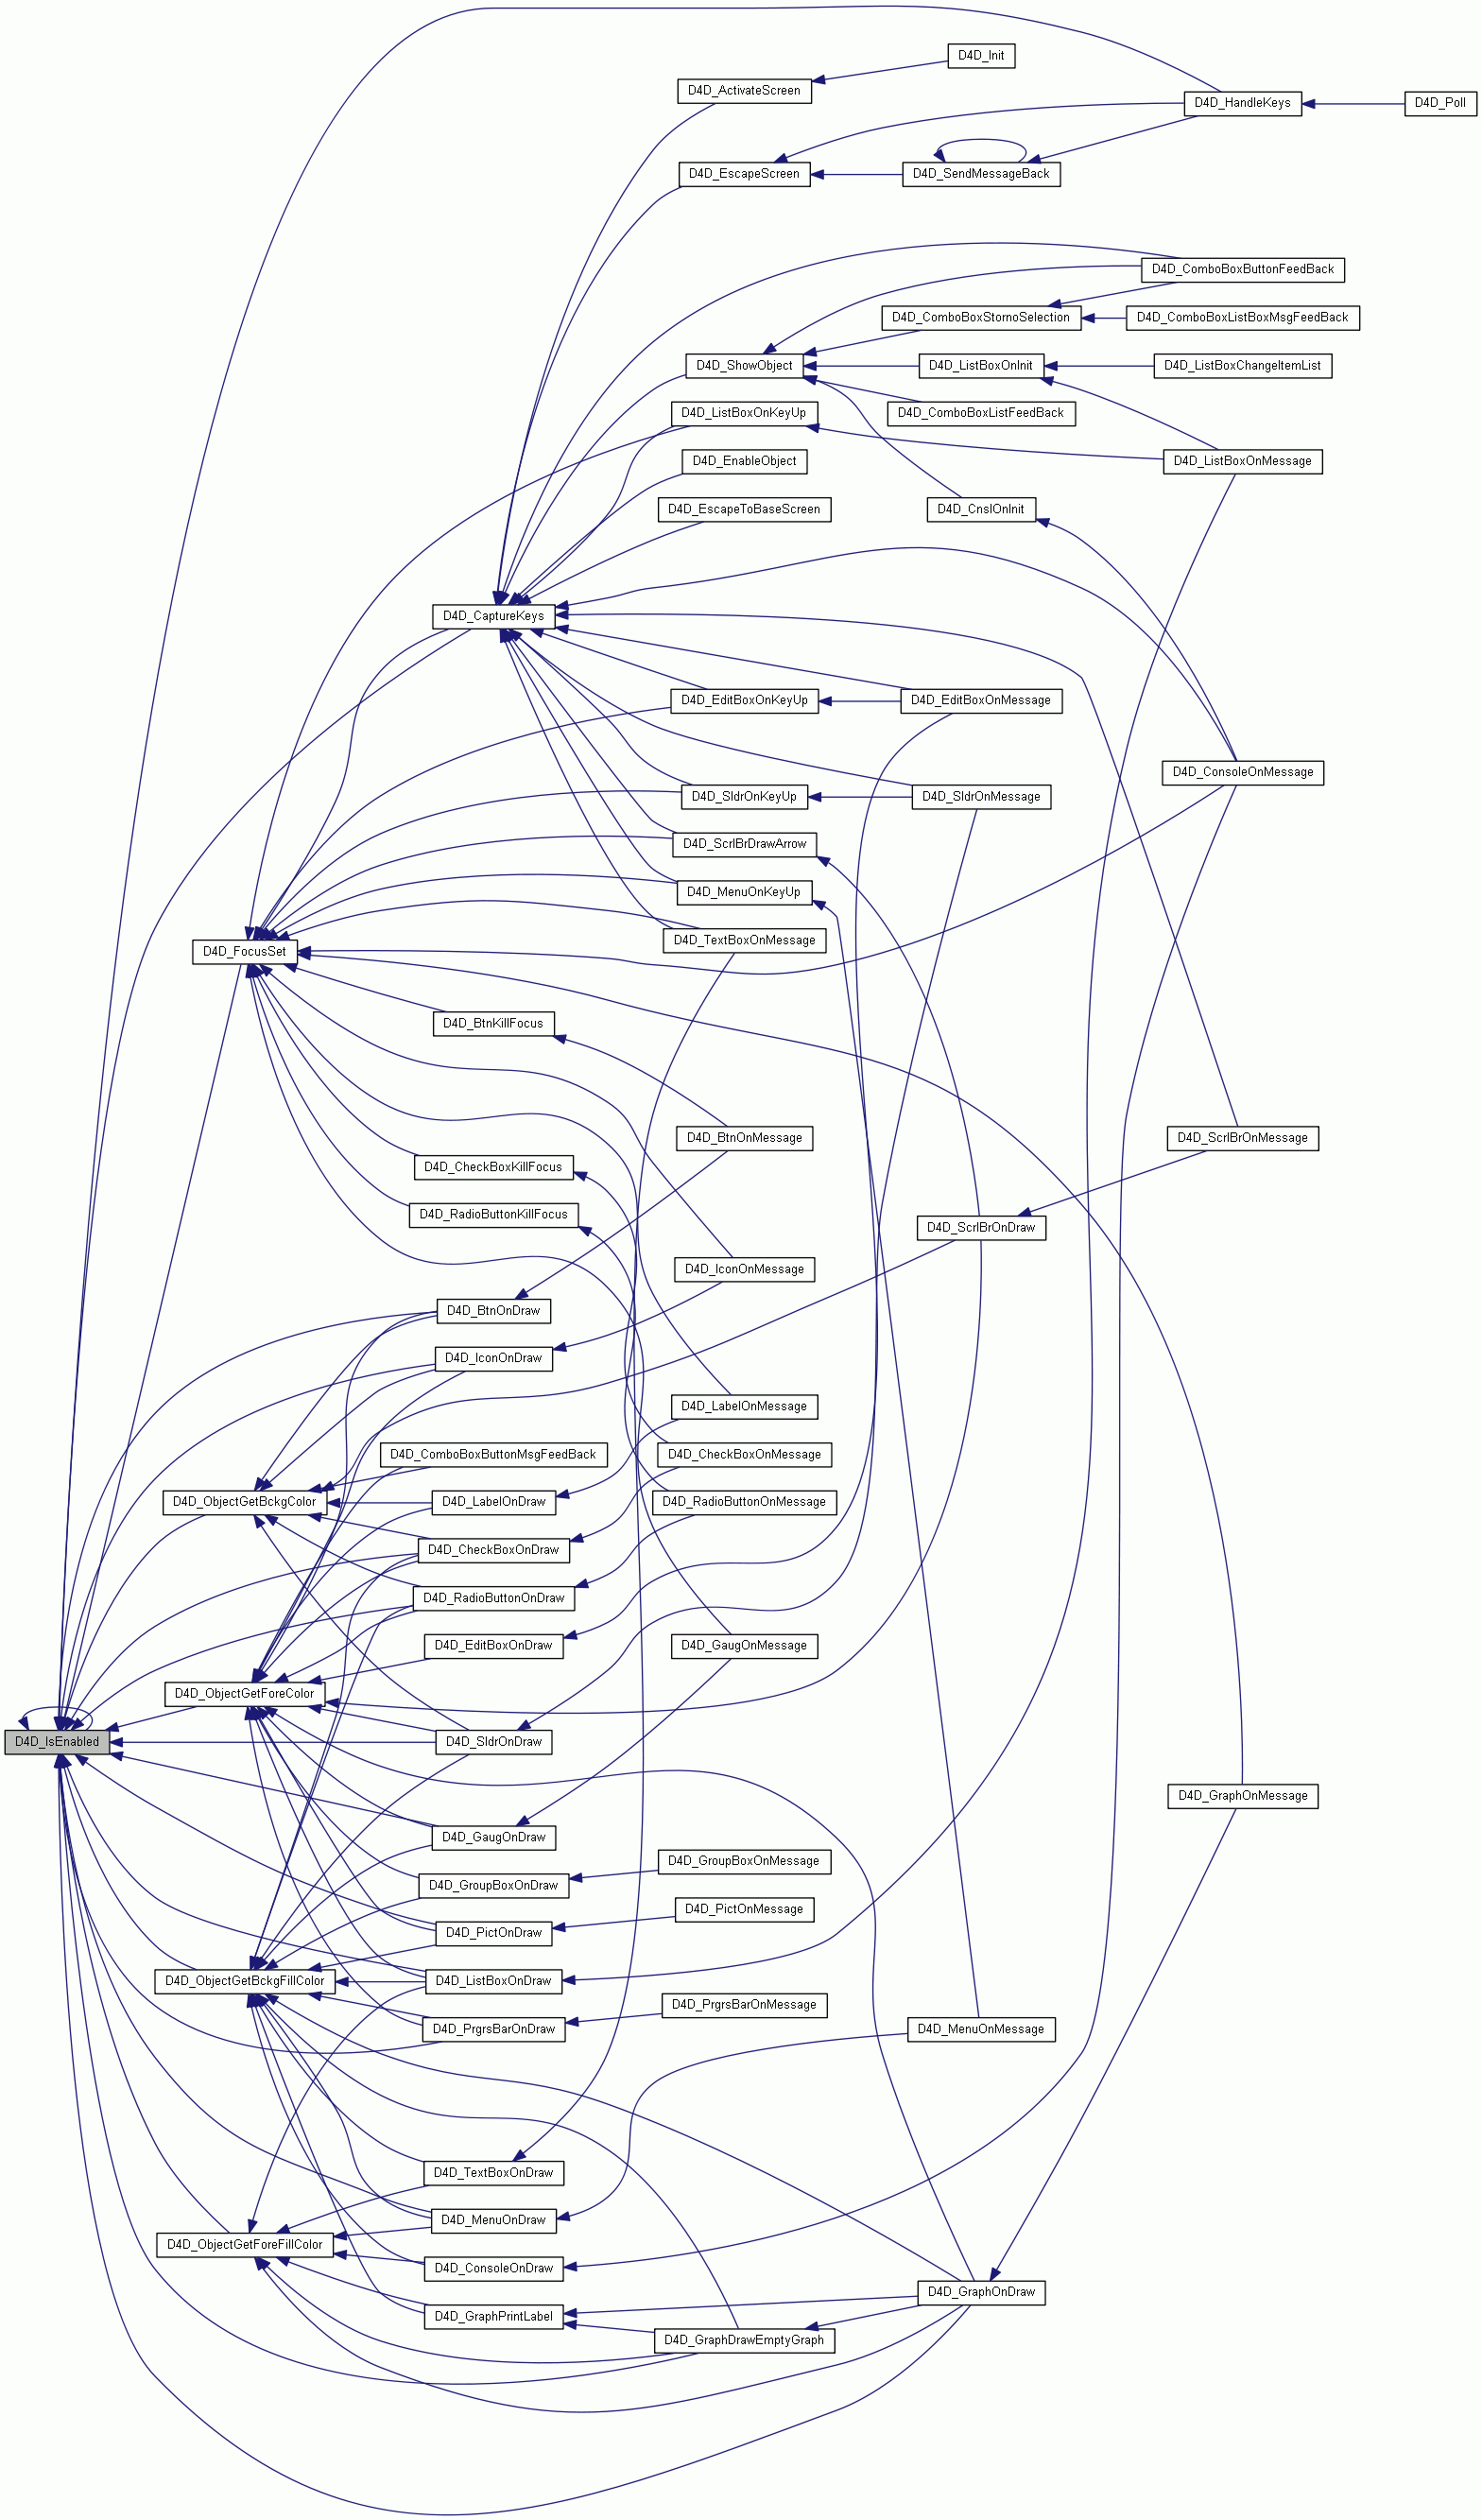 D4D_Init
D4D_ActivateScreen
D4D_HandleKeys
D4D_Poll
D4D_EscapeScreen
D4D_SendMessageBack
D4D_ComboBoxButtonFeedBack
D4D_ComboBoxStornoSelection
D4D_ComboBoxListBoxMsgFeedBack
D4D_ShowObject
D4D_ListBoxOnInit
D4D_ListBoxChangeItemList
D4D_ListBoxOnKeyUp
D4D_ComboBoxListFeedBack
D4D_EnableObject
D4D_ListBoxOnMessage
D4D_EscapeToBaseScreen
D4D_CnslOnInit
D4D_CaptureKeys
D4D_EditBoxOnKeyUp
D4D_EditBoxOnMessage
D4D_ConsoleOnMessage
D4D_SldrOnKeyUp
D4D_SldrOnMessage
D4D_ScrlBrDrawArrow
D4D_MenuOnKeyUp
D4D_TextBoxOnMessage
D4D_FocusSet
D4D_BtnKillFocus
D4D_BtnOnMessage
D4D_ScrlBrOnMessage
D4D_CheckBoxKillFocus
D4D_RadioButtonKillFocus
D4D_ScrlBrOnDraw
D4D_IconOnMessage
D4D_BtnOnDraw
D4D_IconOnDraw
D4D_LabelOnMessage
D4D_ComboBoxButtonMsgFeedBack
D4D_CheckBoxOnMessage
D4D_ObjectGetBckgColor
D4D_LabelOnDraw
D4D_RadioButtonOnMessage
D4D_CheckBoxOnDraw
D4D_RadioButtonOnDraw
D4D_EditBoxOnDraw
D4D_GaugOnMessage
D4D_ObjectGetForeColor
D4D_IsEnabled
D4D_SldrOnDraw
D4D_GraphOnMessage
D4D_GaugOnDraw
D4D_GroupBoxOnMessage
D4D_GroupBoxOnDraw
D4D_PictOnMessage
D4D_PictOnDraw
D4D_ObjectGetBckgFillColor
D4D_ListBoxOnDraw
D4D_PrgrsBarOnMessage
D4D_PrgrsBarOnDraw
D4D_MenuOnMessage
D4D_TextBoxOnDraw
D4D_MenuOnDraw
D4D_ObjectGetForeFillColor
D4D_ConsoleOnDraw
D4D_GraphOnDraw
D4D_GraphPrintLabel
D4D_GraphDrawEmptyGraph